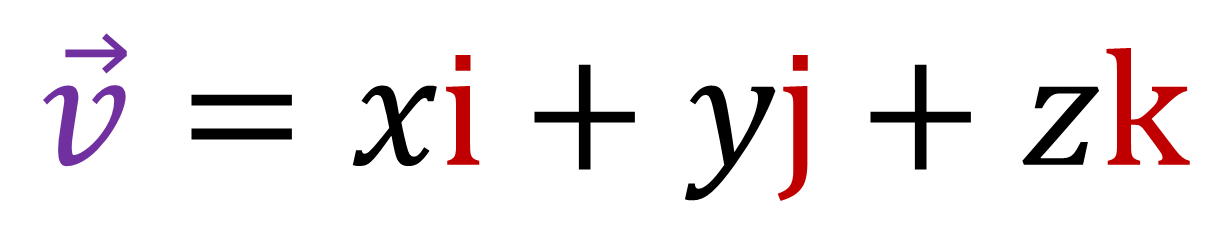 v⃗ = xi + yj + zk